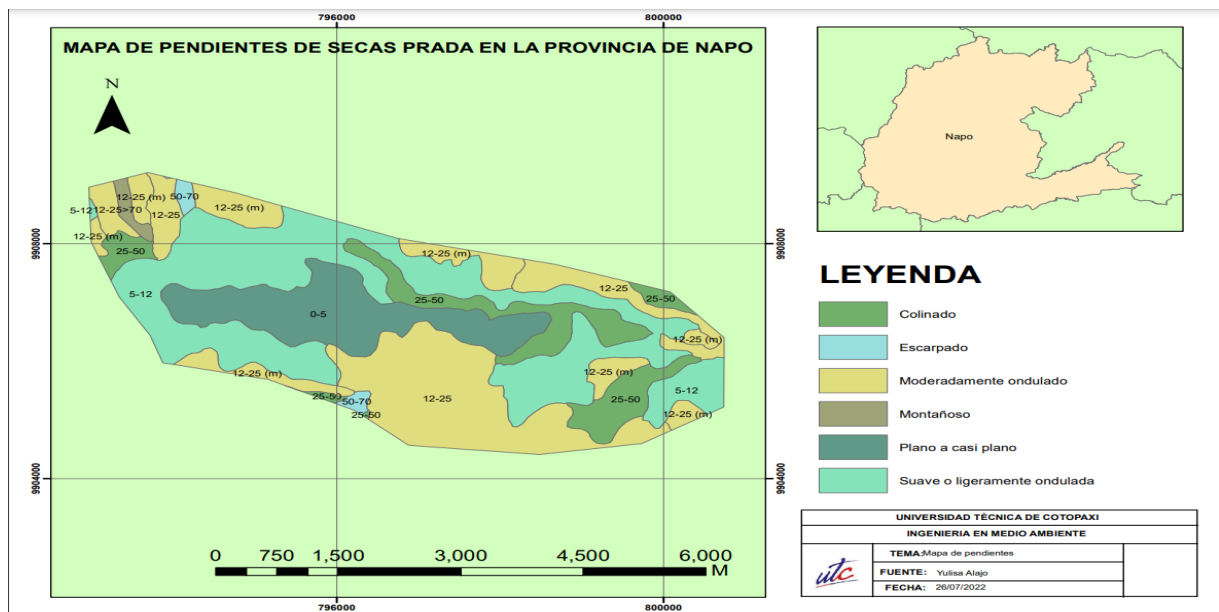 796000
800000
MAPA DE PENDIENTES DE SECAS PRADA EN LA PROVINCIA DE NAPO
N
12-25 (m)
50-70
12-25 (m)
5-12
12-25
>70
12-25
12-25 (m)
25-50
12-25 (m)
5-12
25-50
12-25
25-50
0-5
12-25 (m)
12-25 (m)
12-25 (m)
25-50
50-70
25-50
12-25
25-50
5-12
12-25 (m)
9908000
9908000
9904000
9904000
0
750
1,500
3,000
4,500
6,000
M
796000
800000
Napo
LEYENDA
Colinado
Escarpado
Moderadamente ondulado
Montañoso
Plano a casi plano
Suave o ligeramente ondulada
UNIVERSIDAD TÈCNICA DE COTOPAXI
INGENIERIA EN MEDIO AMBIENTE
utc
TEMA:Mapa de pendientes
FUENTE: Yulisa Alajo
FECHA: 26/07/2022